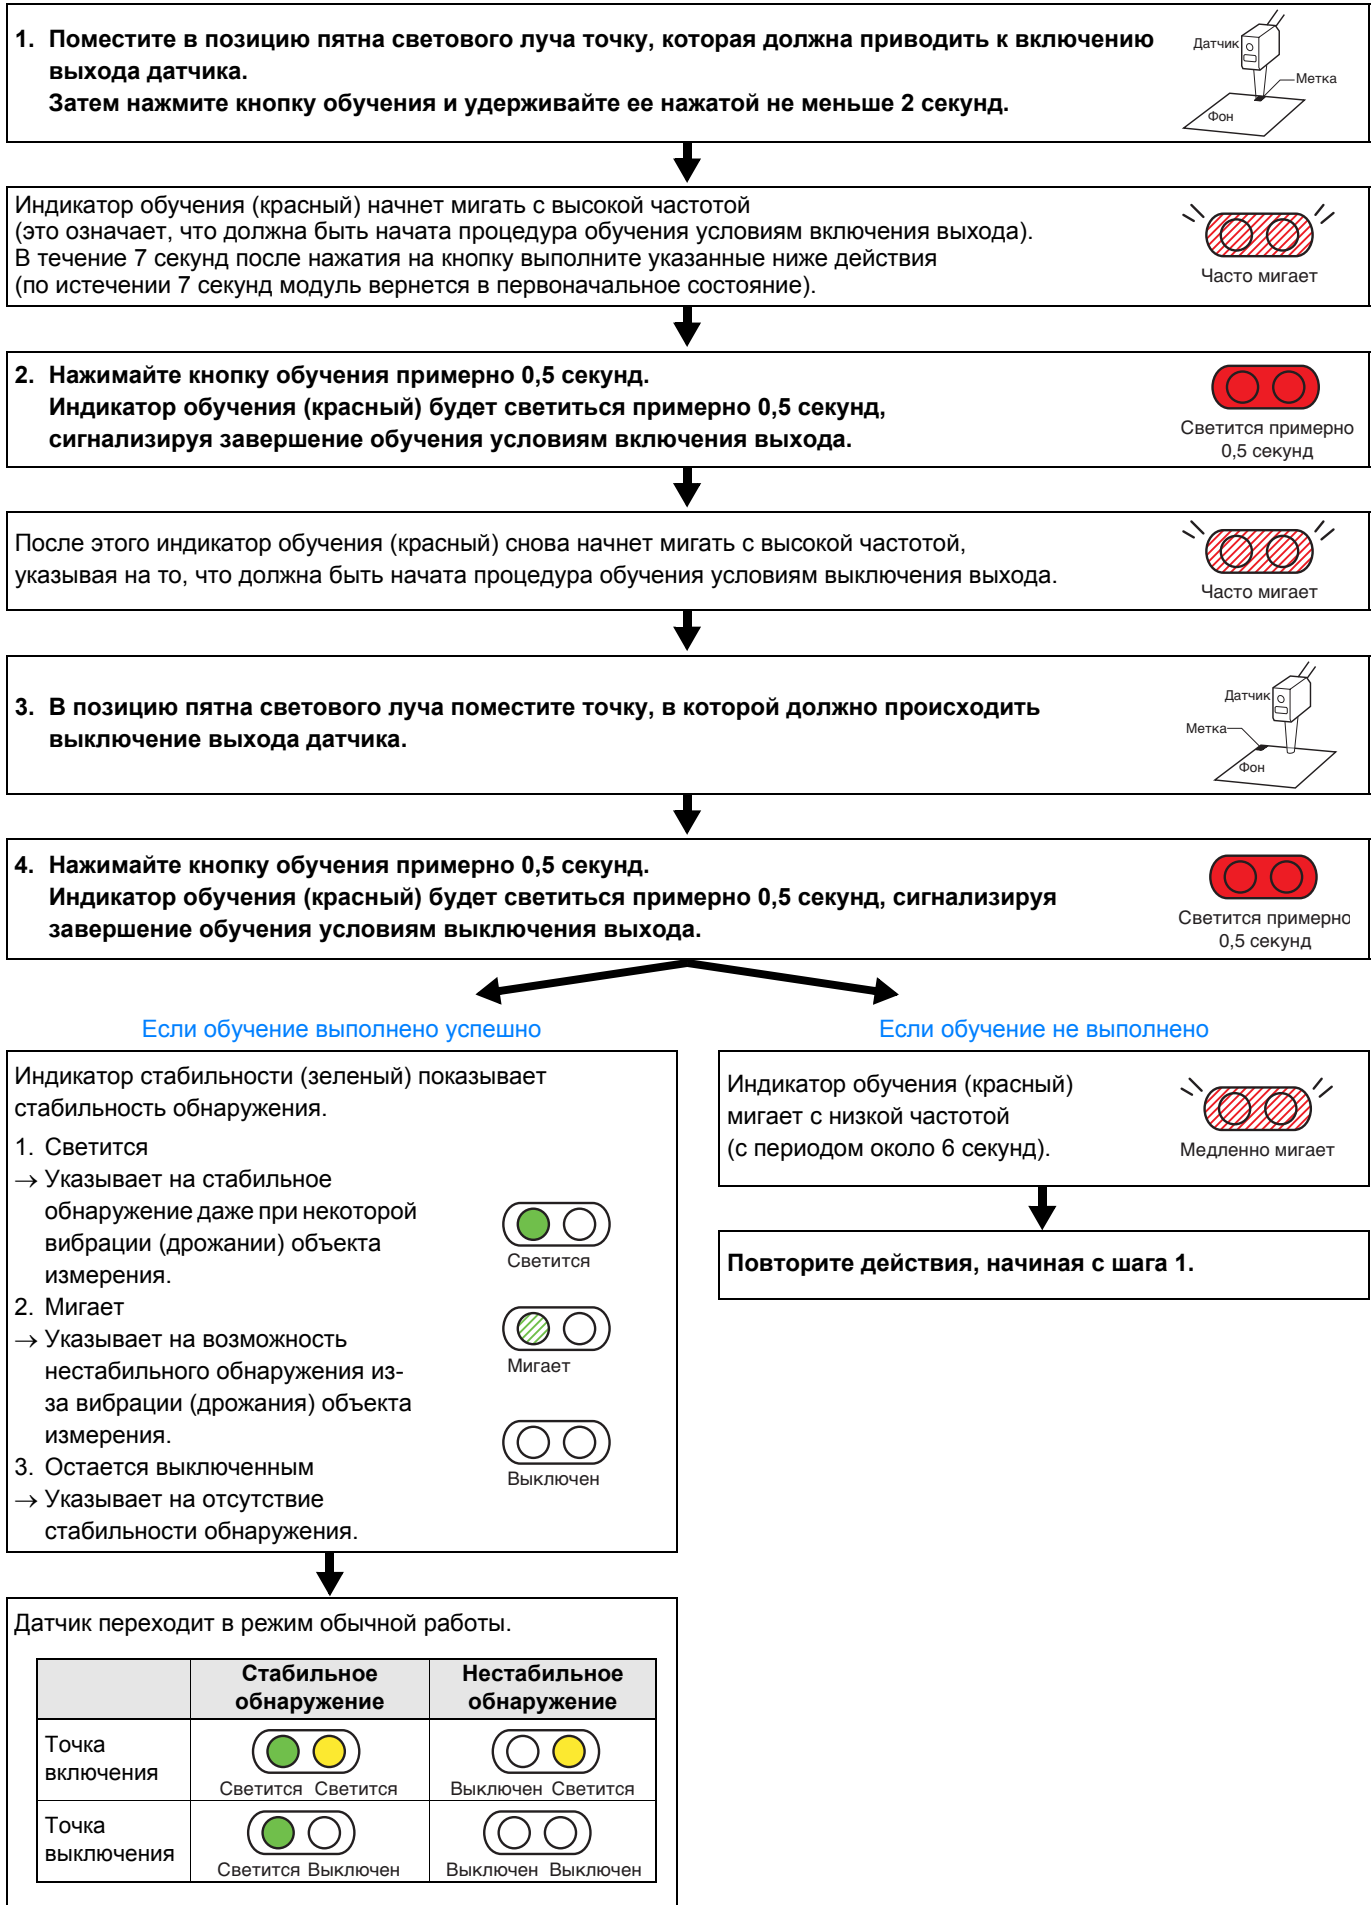 1. Поместите в позицию пятна светового луча точку, которая должна приводить к включению
выхода датчика.
Затем нажмите кнопку обучения и удерживайте ее нажатой не меньше 2 секунд.
Датчик
Метка
Фон
Индикатор обучения (красный) начнет мигать с высокой частотой
(это означает, что должна быть начата процедура обучения условиям включения выхода).
В течение 7 секунд после нажатия на кнопку выполните указанные ниже действия
(по истечении 7 секунд модуль вернется в первоначальное состояние).
Часто мигает
2. Нажимайте кнопку обучения примерно 0,5 секунд.
Индикатор обучения (красный) будет светиться примерно 0,5 секунд,
сигнализируя завершение обучения условиям включения выхода.
Светится примерно
0,5 секунд
После этого индикатор обучения (красный) снова начнет мигать с высокой частотой,
указывая на то, что должна быть начата процедура обучения условиям выключения выхода.
Часто мигает
3. В позицию пятна светового луча поместите точку, в которой должно происходить
выключение выхода датчика.
Датчик
Метка
Фон
4. Нажимайте кнопку обучения примерно 0,5 секунд.
Индикатор обучения (красный) будет светиться примерно 0,5 секунд, сигнализируя
завершение обучения условиям выключения выхода.
Светится примерно
0,5 секунд
Если обучение выполнено успешно
Индикатор стабильности (зеленый) показывает
стабильность обнаружения.
1. Светится
→ Указывает на стабильное
обнаружение даже при некоторой
вибрации (дрожании) объекта
измерения.
Светится
2. Мигает
→ Указывает на возможность
нестабильного обнаружения из-
за вибрации (дрожания) объекта
измерения.
Мигает
3. Остается выключенным
→ Указывает на отсутствие
стабильности обнаружения.
Выключен
Если обучение не выполнено
Индикатор обучения (красный)
мигает с низкой частотой
(с периодом около 6 секунд).
Медленно мигает
Повторите действия, начиная с шага 1.
Датчик переходит в режим обычной работы.
Стабильное
обнаружение
Нестабильное
обнаружение
Точка
включения
Светится Светится
Выключен Светится
Точка
выключения
Светится Выключен
Выключен Выключен